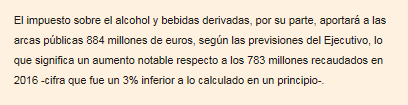 El impuesto sobre el alcohol y bebidas derivadas, por su parte, aportará a las
arcas públicas 884 millones de euros, según las previsiones del Ejecutivo, lo
que significa un aumento notable respecto a los 783 millones recaudados en
2016 -cifra que fue un 3% inferior a lo calculado en un principio-.